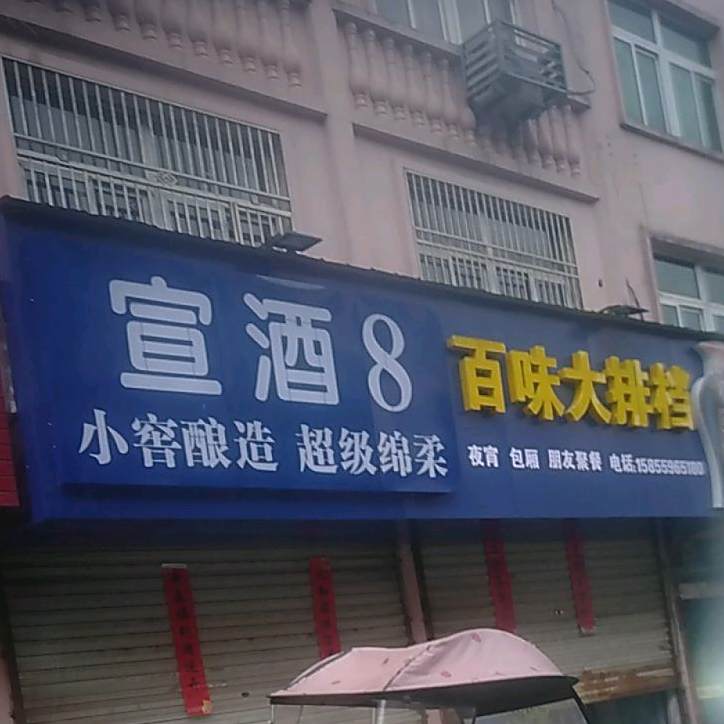 宣酒8
小窖酿造 超级绵柔
百味大排档
夜宵 包厢 朋友聚餐 电话:15855965180